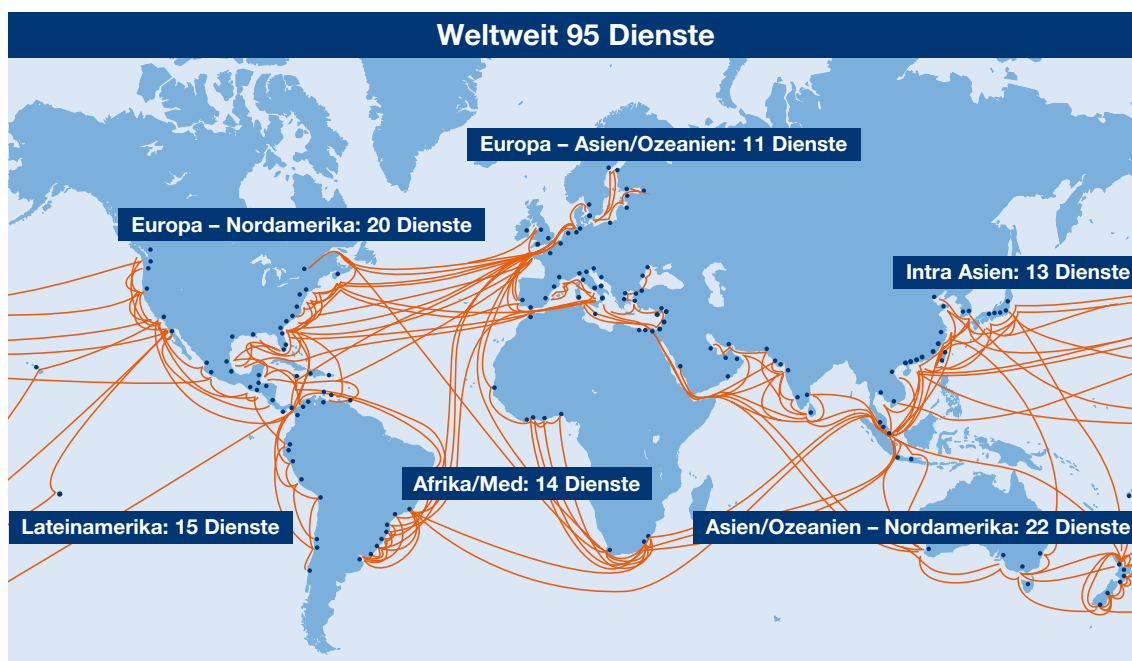 Weltweit 95 Dienste
Europa – Asien/Ozeanien: 11 Dienste
Europa – Nordamerika: 20 Dienste
Intra Asien: 13 Dienste
Afrika/Med: 14 Dienste
Lateinamerika: 15 Dienste
Asien/Ozeanien – Nordamerika: 22 Dienste